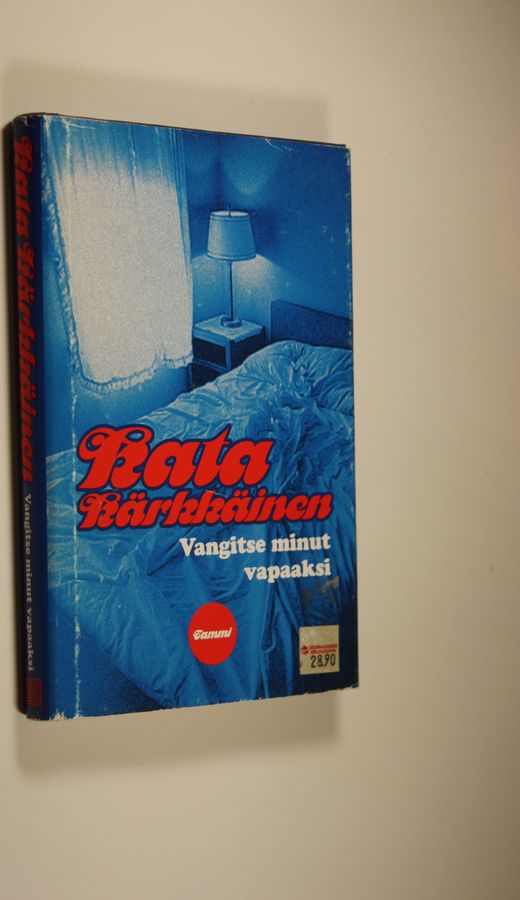 Kata Kärkkäinen
Vangitse minut vapaaksi
Kata
Kärkkäinen
Vangitse minut
vapaaksi
Tammi
28.90